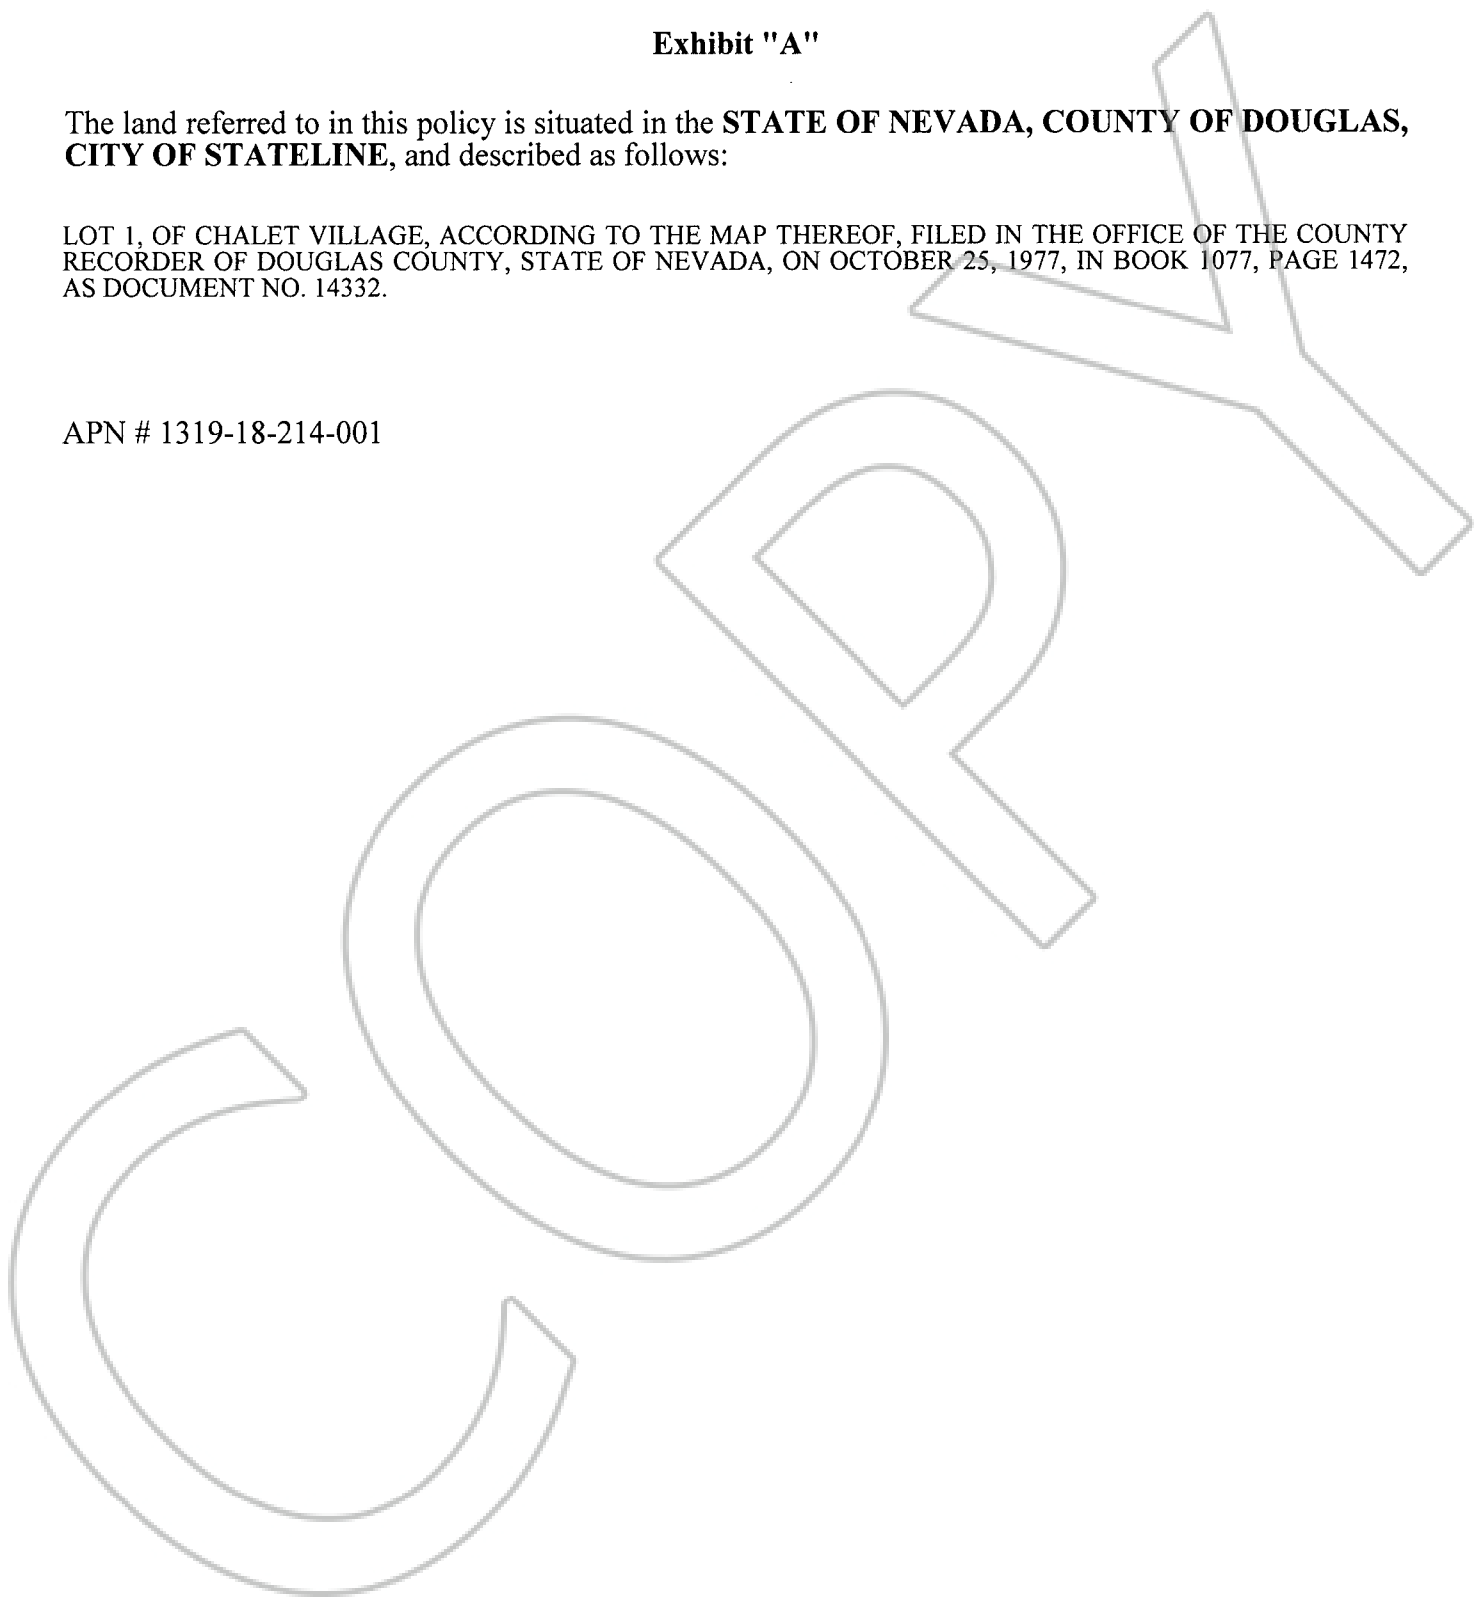 Exhibit "A"
The land referred to in this policy is situated in the STATE OF NEVADA, COUNTY OF DOUGLAS,
CITY OF STATELINE, and described as follows:
LOT 1, OF CHALET VILLAGE, ACCORDING TO THE MAP THEREOF, FILED IN THE OFFICE OF THE COUNTY
RECORDER OF DOUGLAS COUNTY, STATE OF NEVADA, ON OCTOBER 25, 1977, IN BOOK 1077, PAGE 1472,
AS DOCUMENT NO. 14332.
APN # 1319-18-214-001
COPY